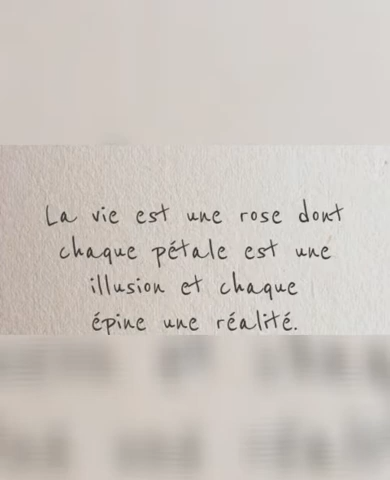 La vie est une rose dont
chaque pétale est une
illusion et chaque
épine une réalité.